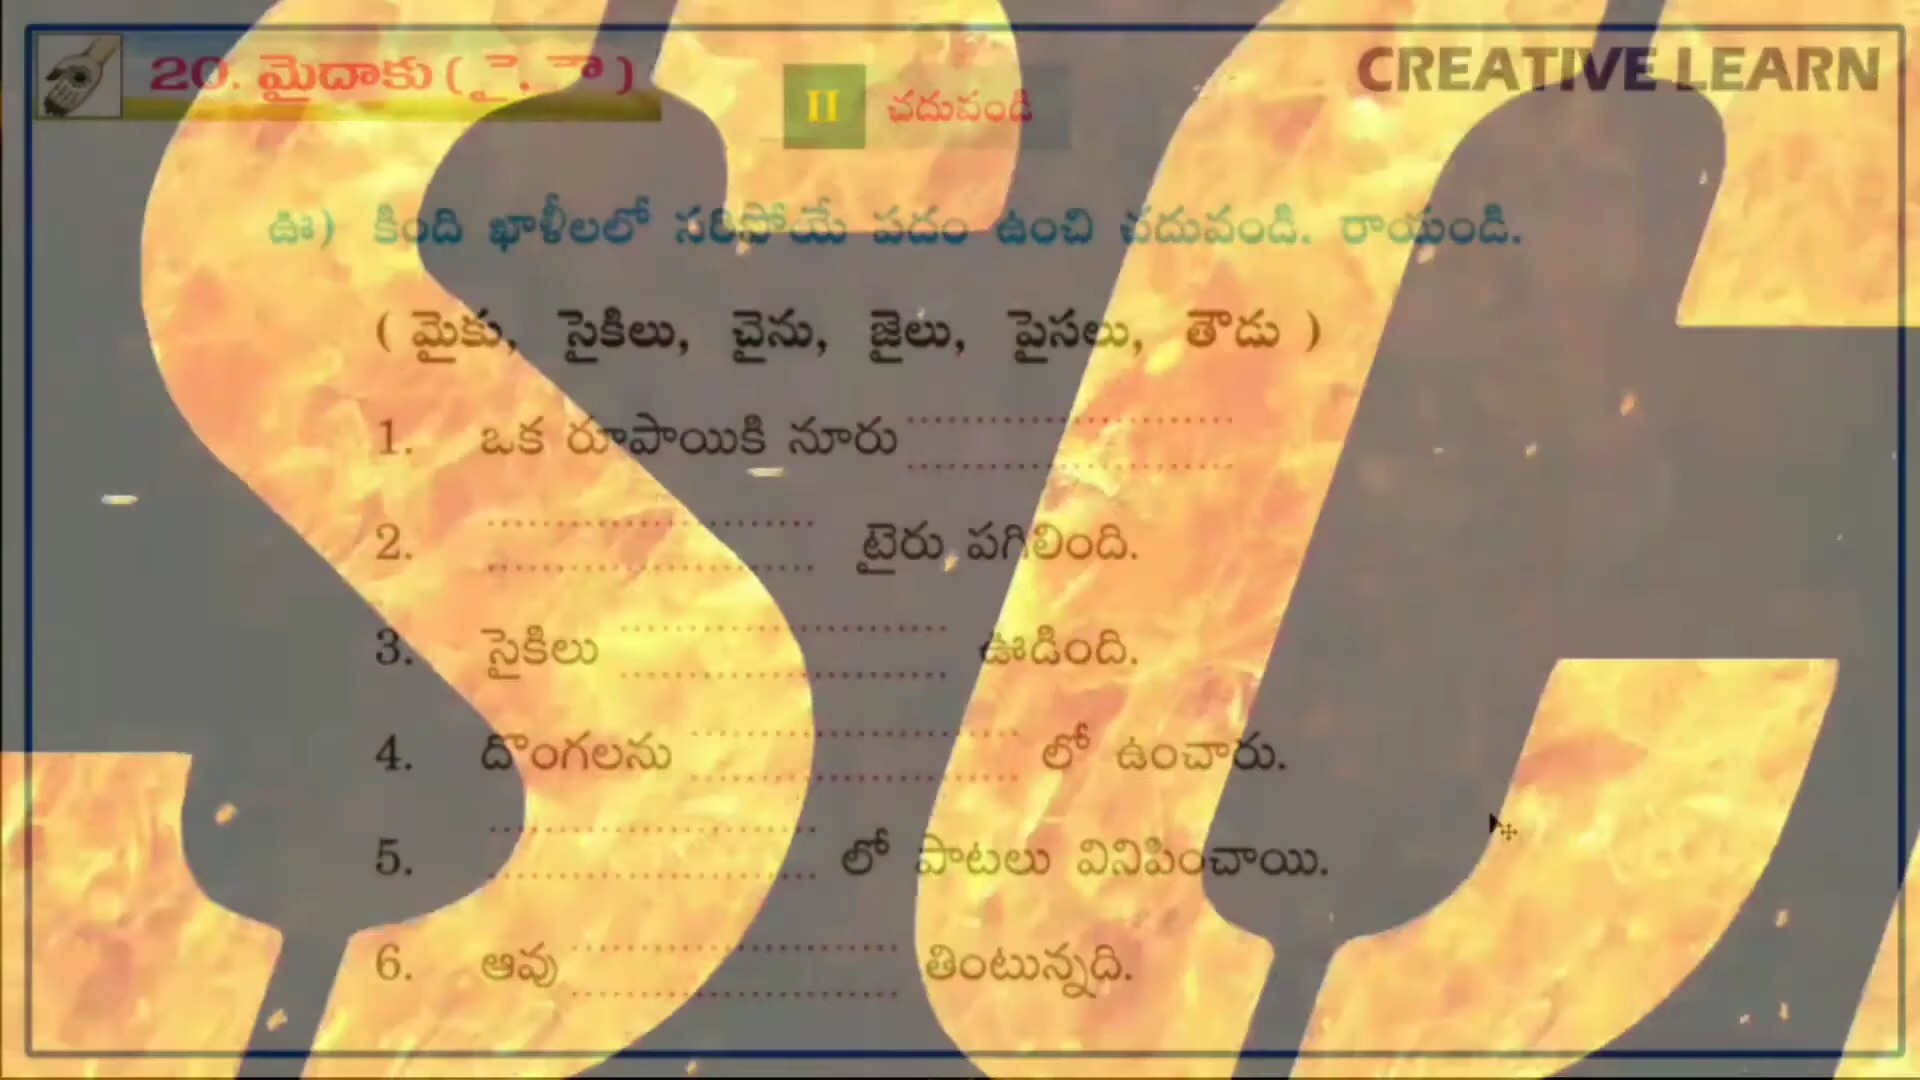 20. మైదాకు ( ై, ౌ )
CREATIVE LEARN
II చదువండి
ఊ) కింది ఖాళీలలో సరిపోయే పదం ఉంచి చదువండి. రాయండి.
( మైకు, సైకిలు, చైను, జైలు, పైసలు, తౌడు )
1. ఒక రూపాయికి నూరు
2. టైరు పగిలింది.
3. సైకిలు ఊడింది.
4. దొంగలను లో ఉంచారు.
5. లో పాటలు వినిపించాయి.
6. ఆవు తింటున్నది.